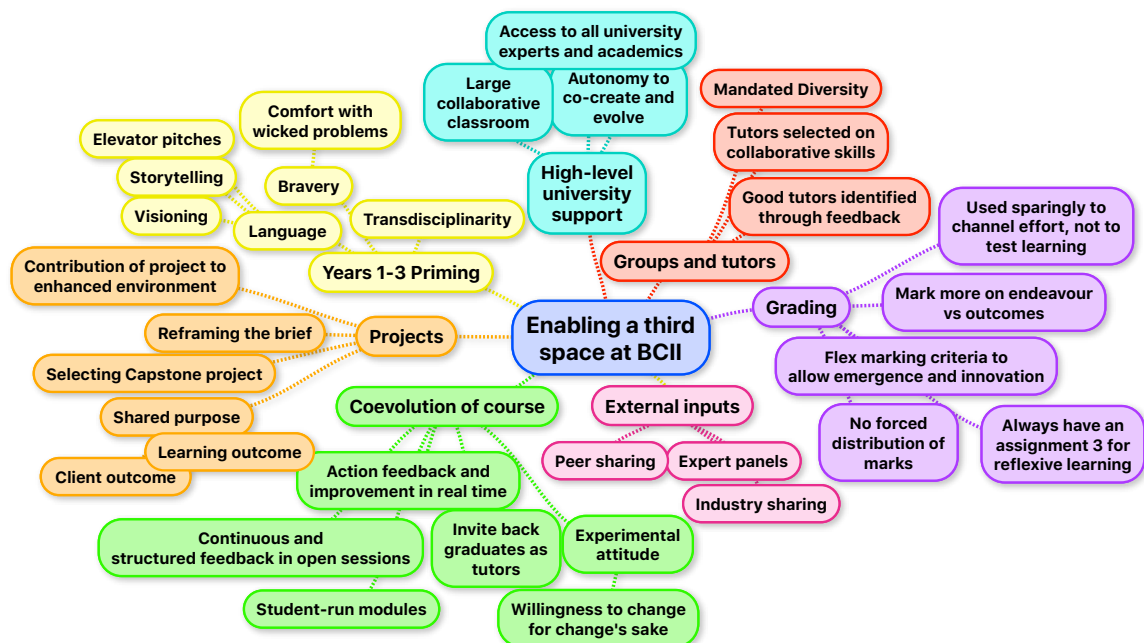 Access to all university
experts and academics
Large
collaborative
classroom
Autonomy to
co-create and
evolve
High-level
university
support
Mandated Diversity
Tutors selected on
collaborative skills
Good tutors identified
through feedback
Groups and tutors
Comfort with
wicked problems
Elevator pitches
Storytelling
Visioning
Bravery
Language
Transdisciplinarity
Years 1-3 Priming
Used sparingly to
channel effort, not to
test learning
Grading
Mark more on endeavour
vs outcomes
Flex marking criteria to
allow emergence and innovation
No forced
distribution of
marks
Always have an
assignment 3 for
reflexive learning
Enabling a third
space at BCII
Contribution of project to
enhanced environment
Reframing the brief
Projects
Selecting Capstone project
Shared purpose
Learning outcome
Client outcome
Coevolution of course
Action feedback and
improvement in real time
Continuous and
structured feedback in open sessions
Student-run modules
Invite back
graduates as
tutors
Experimental
attitude
Willingness to change
for change's sake
External inputs
Peer sharing
Expert panels
Industry sharing